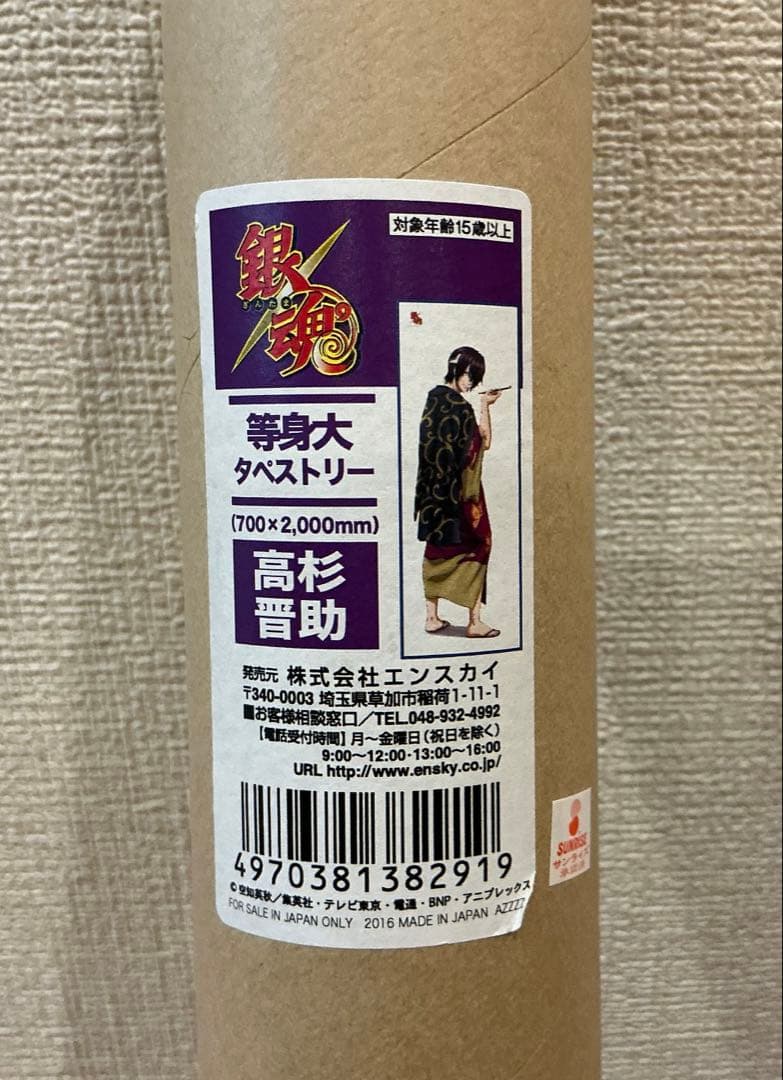 対象年齢15歳以上
銀魂
ぎんたま
等身大
タペストリー
(700×2,000mm)
高杉
晋助
発売元 株式会社エンスカイ
〒340-0003 埼玉県草加市稲荷1-11-1
■お客様相談窓口／TEL.048-932-4992
【電話受付時間】月〜金曜日(祝日を除く)
9:00〜12:00・13:00〜16:00
URL http://www.ensky.co.jp/
4970381382919
© 空知英秋／集英社・テレビ東京・電通・BNP・アニプレックス
FOR SALE IN JAPAN ONLY 2016 MADE IN JAPAN AZZZZ
SUNRISE
サンライズ